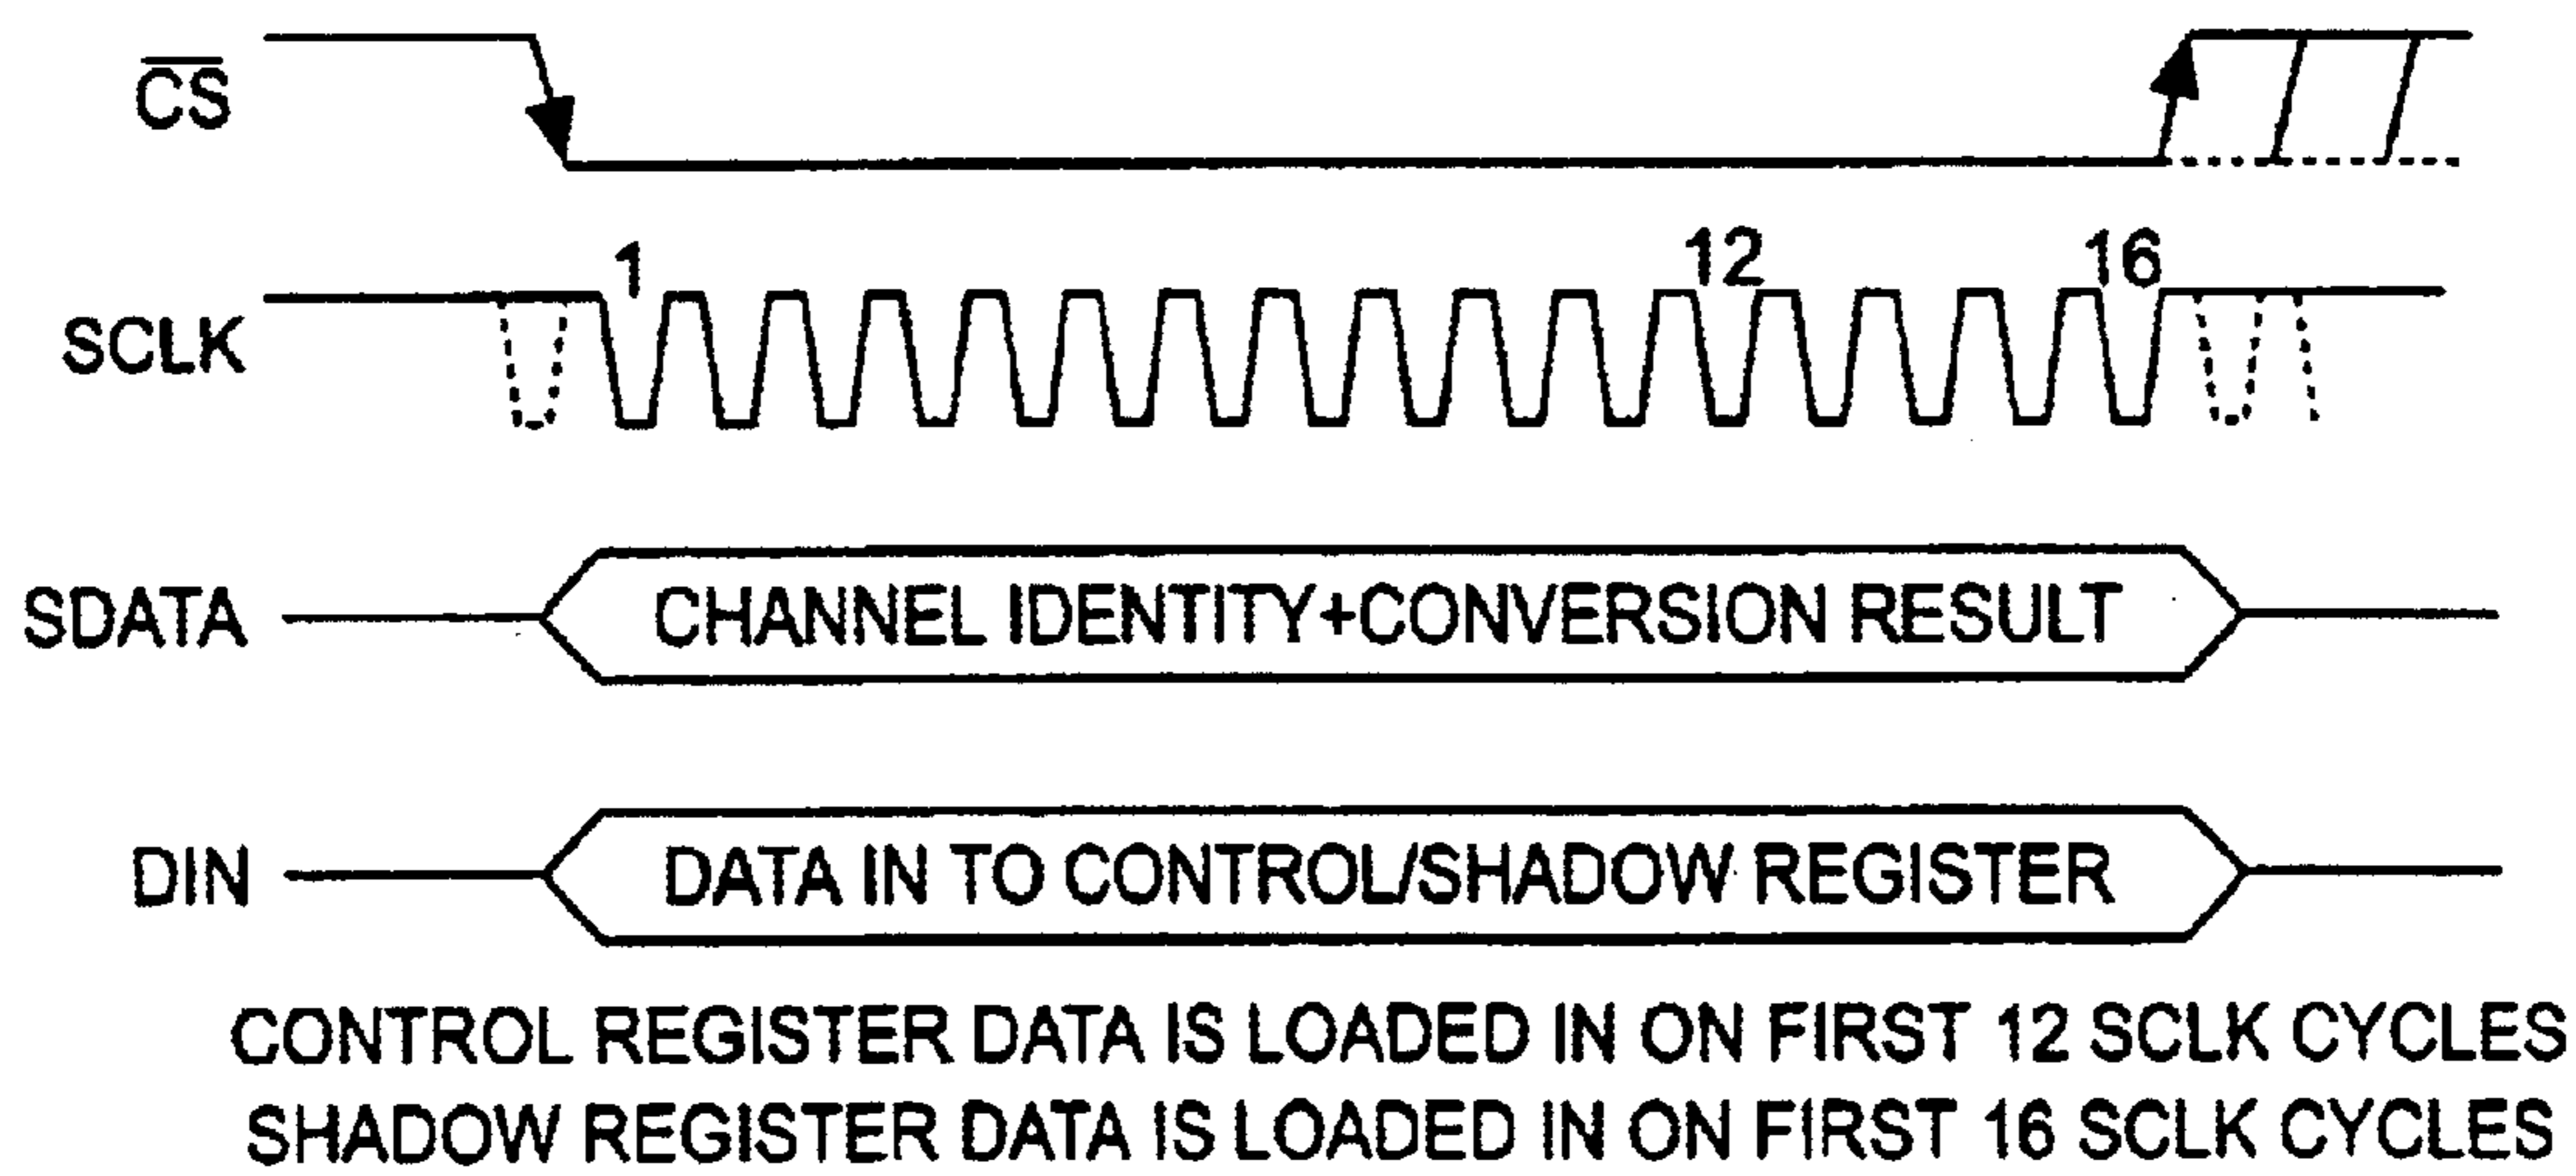 C̅S̅
1 12 16
SCLK
SDATA CHANNEL IDENTITY+CONVERSION RESULT
DIN DATA IN TO CONTROL/SHADOW REGISTER
CONTROL REGISTER DATA IS LOADED IN ON FIRST 12 SCLK CYCLES
SHADOW REGISTER DATA IS LOADED IN ON FIRST 16 SCLK CYCLES